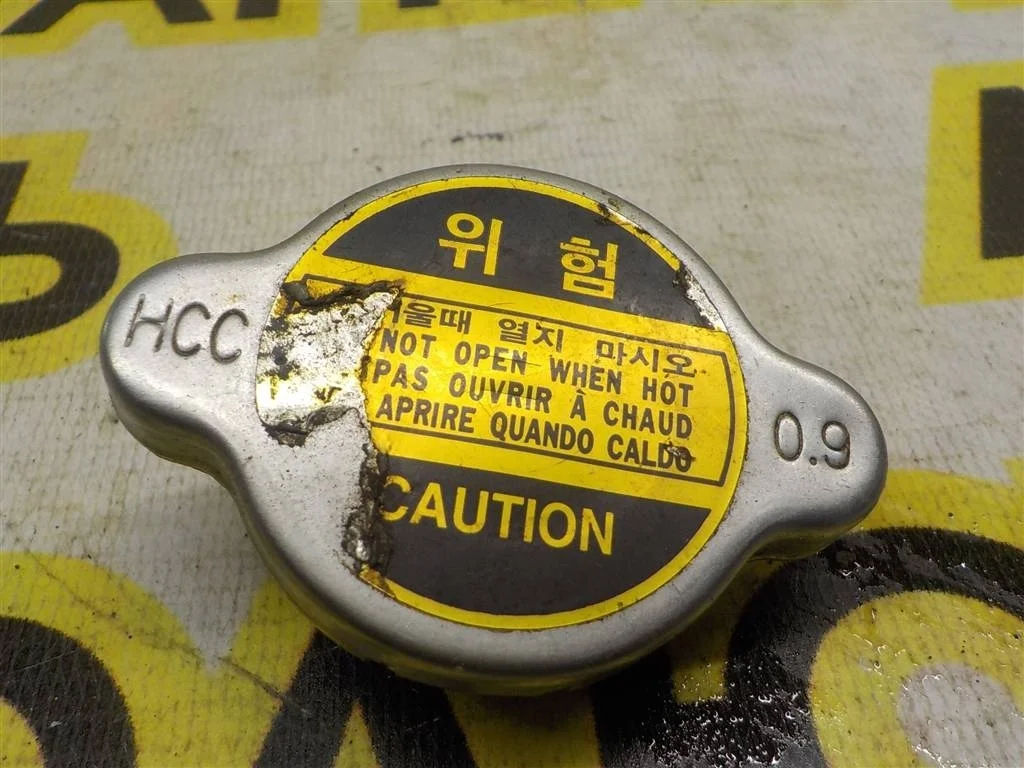 위험
HCC
울때 열지 마시오
NOT OPEN WHEN HOT
PAS OUVRIR À CHAUD
APRIRE QUANDO CALDO
0.9
CAUTION